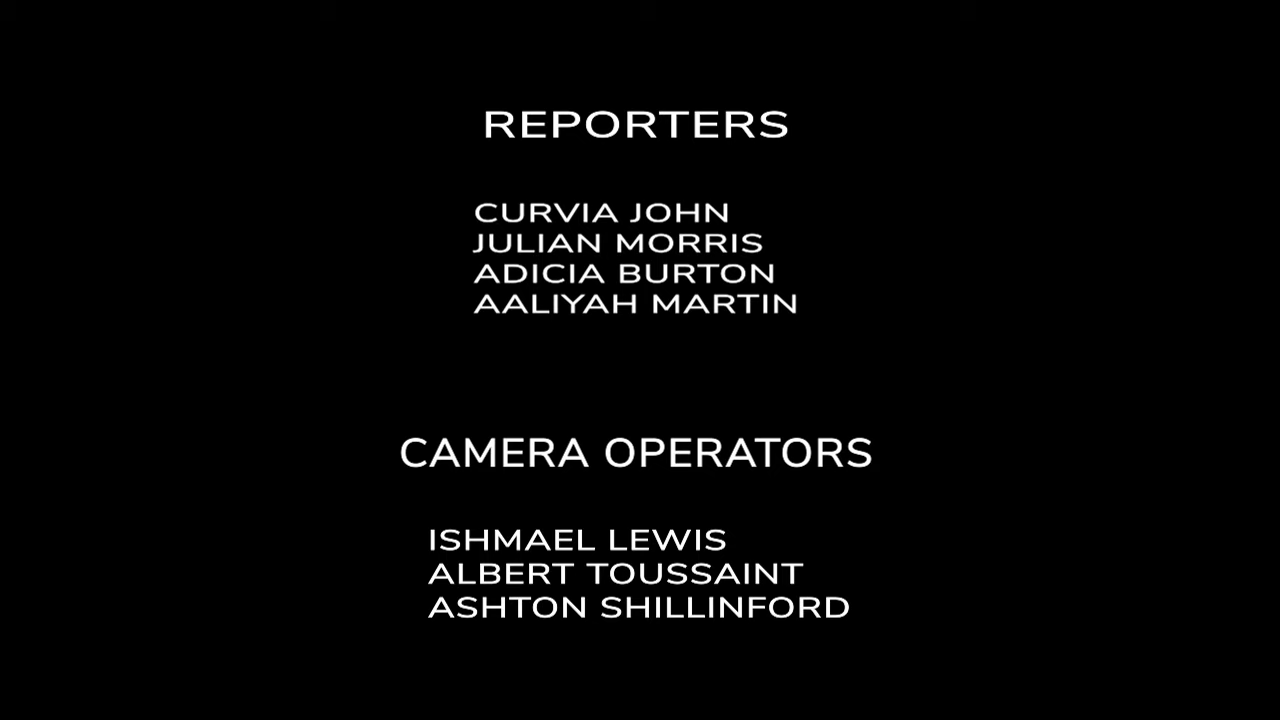 REPORTERS
CURVIA JOHN
JULIAN MORRIS
ADICIA BURTON
AALIYAH MARTIN
CAMERA OPERATORS
ISHMAEL LEWIS
ALBERT TOUSSAINT
ASHTON SHILLINFORD